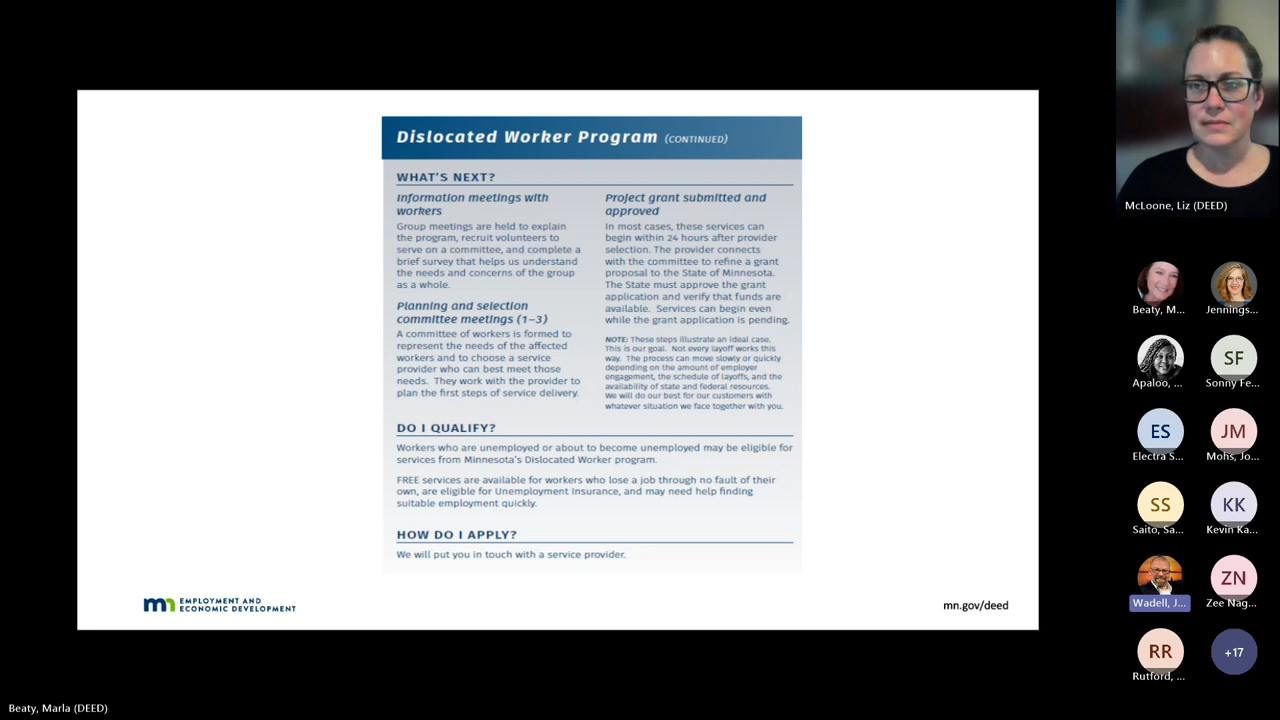 Dislocated Worker Program (CONTINUED)
WHAT'S NEXT?
Information meetings with
workers
Group meetings are held to explain
the program, recruit volunteers to
serve on a committee, and complete a
brief survey that helps us understand
the needs and concerns of the group
as a whole.
Planning and selection
committee meetings (1–3)
A committee of workers is formed to
represent the needs of the affected
workers and to choose a service
provider who can best meet those
needs. They work with the provider to
plan the first steps of service delivery.
Project grant submitted and
approved
In most cases, these services can
begin within 24 hours after provider
selection. The provider connects
with the committee to refine a grant
proposal to the State of Minnesota.
The State must approve the grant
application and verify that funds are
available. Services can begin even
while the grant application is pending.
NOTE: These steps illustrate an ideal case.
This is our goal. Not every layoff works this
way. The process can move slowly or quickly
depending on the amount of employer
engagement, the schedule of layoffs, and the
availability of state and federal resources.
We will do our best for our customers with
whatever situation we face together with you.
DO I QUALIFY?
Workers who are unemployed or about to become unemployed may be eligible for
services from Minnesota's Dislocated Worker program.
FREE services are available for workers who lose a job through no fault of their
own, are eligible for Unemployment Insurance, and may need help finding
suitable employment quickly.
HOW DO I APPLY?
We will put you in touch with a service provider.
mn EMPLOYMENT AND
ECONOMIC DEVELOPMENT
mn.gov/deed
McLoone, Liz (DEED)
Beaty, M...
Jennings...
Apaloo, ...
SF
Sonny Fe...
ES
Electra S...
JM
Mohs, Jo...
SS
Saito, Sa...
KK
Kevin Ka...
Wadell, J...
ZN
Zee Nag...
RR
Rutford, ...
+17
Beaty, Marla (DEED)